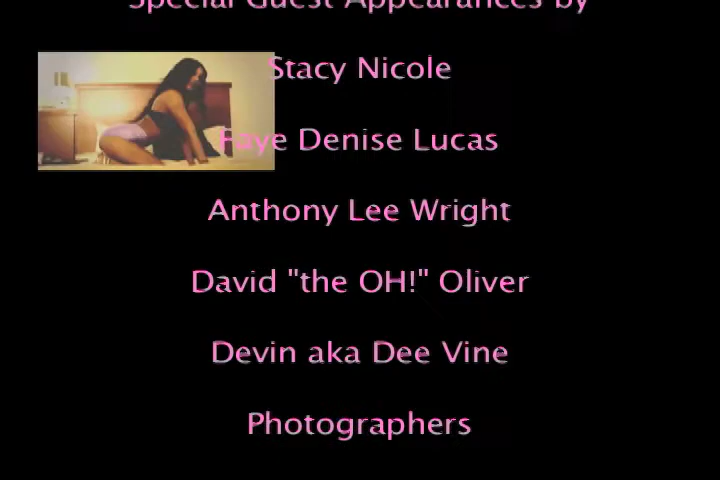 Special Guest Appearances by
Stacy Nicole
Faye Denise Lucas
Anthony Lee Wright
David "the OH!" Oliver
Devin aka Dee Vine
Photographers